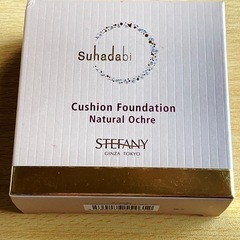 Suhadabi
Cushion Foundation
Natural Ochre
STEFANY
GINZA TOKYO